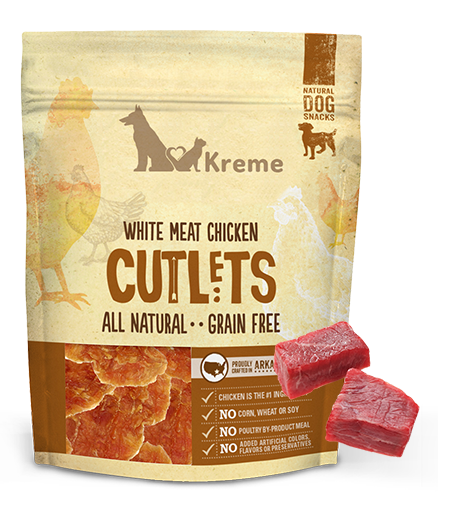 NATURAL
DOG
SNACKS
Kreme
WHITE MEAT CHICKEN
CUTLETS
ALL NATURAL •• GRAIN FREE
PROUDLY
CRAFTED IN
CHICKEN IS THE #1
NO CORN, WHEAT OR SOY
NO POULTRY BY-PRODUCT MEAL
NO ADDED ARTIFICIAL COLORS,
FLAVORS OR PRESERVATIVES